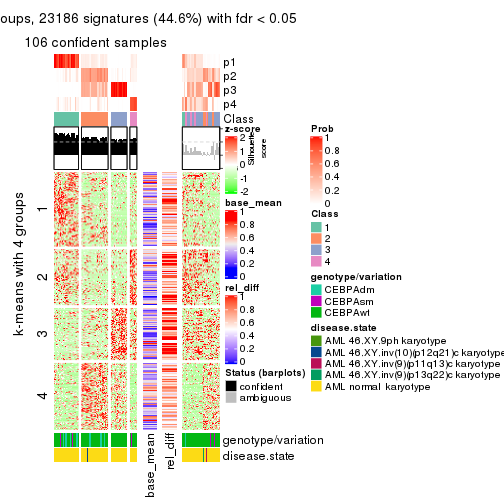 oups, 23186 signatures (44.6%) with fdr < 0.05
106 confident samples
p1
p2
p3
p4
Class
Silhouette
score
1
2
3
4
k-means with 4 groups
genotype/variation
disease.state
base_mean
rel_diff
z-score
2
1
0
-1
-2
base_mean
1
0.8
0.6
0.4
0.2
0
rel_diff
1
0.8
0.6
0.4
0.2
0
Status (barplots)
confident
ambiguous
Prob
1
0.8
0.6
0.4
0.2
0
Class
1
2
3
4
genotype/variation
CEBPAdm
CEBPAsm
CEBPAwt
disease.state
AML 46.XY.9ph karyotype
AML 46.XY.inv(10)(p12q21)c karyotype
AML 46.XY.inv(9)(p11q13)c karyotype
AML 46.XY.inv(9)(p13q22)c karyotype
AML normal karyotype